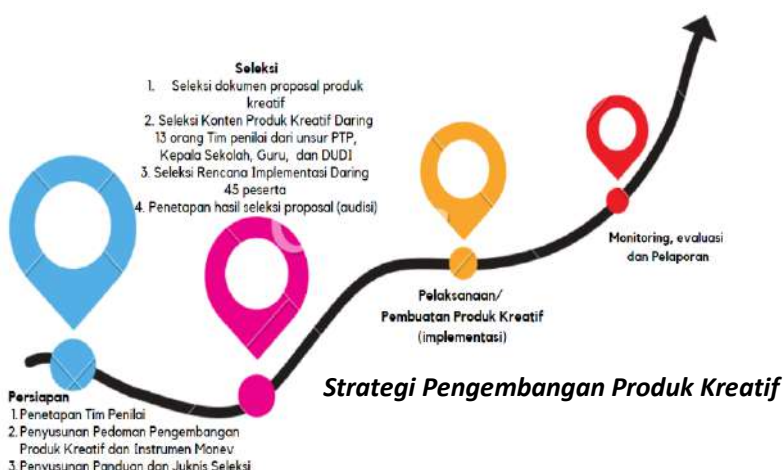 Seleksi
1. Seleksi dokumen proposal produk
kreatif
2. Seleksi Konten Produk Kreatif Daring
13 orang Tim penilai dari unsur PTP,
Kepala Sekolah, Guru, dan DUDI
3. Seleksi Rencana Implementasi Daring
45 peserta
4. Penetapan hasil seleksi proposal (audisi)
Monitoring, evaluasi
dan Pelaporan
Pelaksanaan/
Pembuatan Produk Kreatif
(implementasi)
Strategi Pengembangan Produk Kreatif
Persiapan
1. Penetapan Tim Penilai
2. Penyusunan Pedoman Pengembangan
Produk Kreatif dan Instrumen Monev
3. Penyusunan Panduan dan Juknis Seleksi